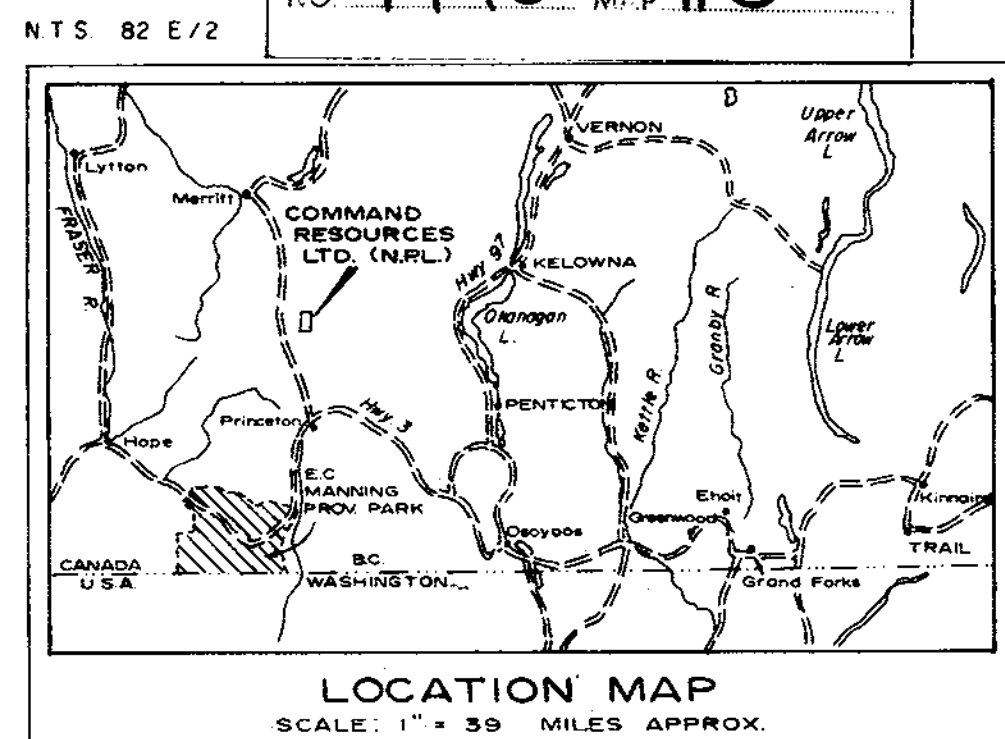 NO. MAP
N.T.S. 82 E/2
Lytton
Merritt
FRASER R.
COMMAND
RESOURCES
LTD. (N.P.L.)
VERNON
Upper
Arrow
L
Hwy 97
KELOWNA
Okanagan
L.
Kettle R.
Granby R
Lower
Arrow
L
Hope
Princeton
Hwy 3
PENTICTON
E.C
MANNING
PROV. PARK
Osoyoos
Greenwood
Eholt
Kinnaird
TRAIL
Grand Forks
CANADA
U.S.A.
B.C.
WASHINGTON
LOCATION MAP
SCALE: 1" = 39 MILES APPROX.